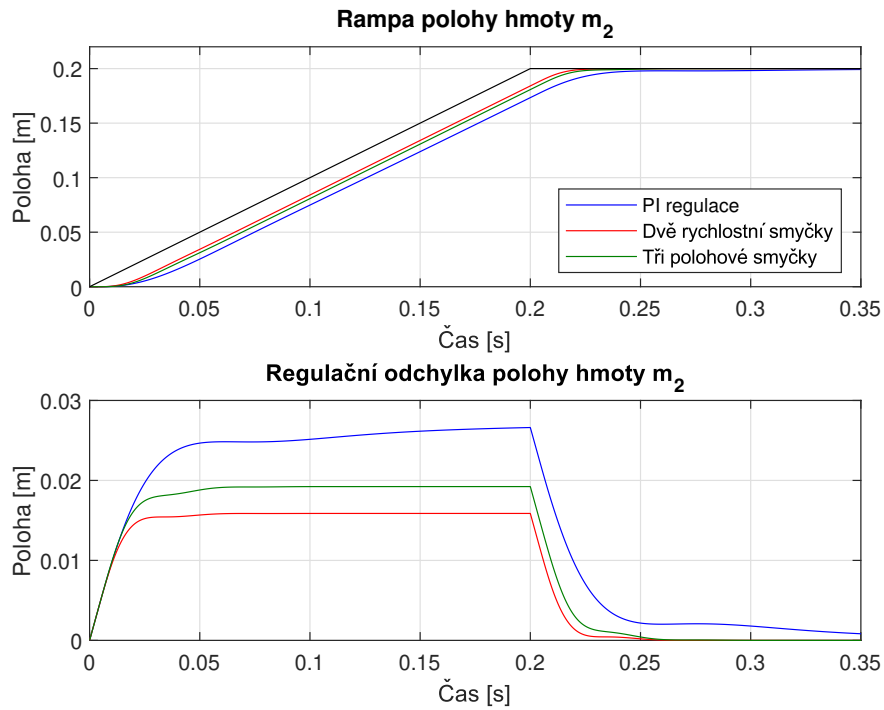 Rampa polohy hmoty m2
Poloha [m]
0.2
0.15
0.1
0.05
0
PI regulace
Dvě rychlostní smyčky
Tři polohové smyčky
0 0.05 0.1 0.15 0.2 0.25 0.3 0.35
Čas [s]
Regulační odchylka polohy hmoty m2
Poloha [m]
0.03
0.02
0.01
0
0 0.05 0.1 0.15 0.2 0.25 0.3 0.35
Čas [s]